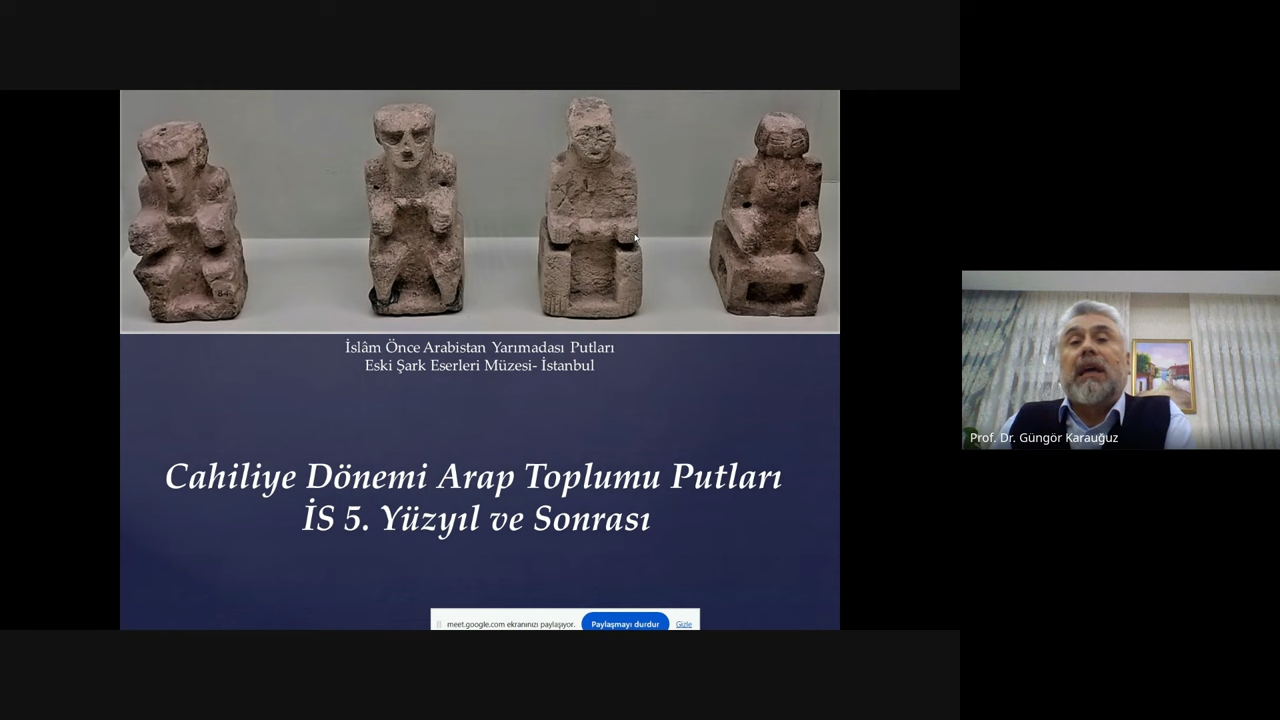 İslâm Önce Arabistan Yarımadası Putları
Eski Şark Eserleri Müzesi- İstanbul
Cahiliye Dönemi Arap Toplumu Putları
İS 5. Yüzyıl ve Sonrası
meet.google.com ekranınızı paylaşıyor. Paylaşmayı durdur Gizle
Prof. Dr. Güngör Karauğuz